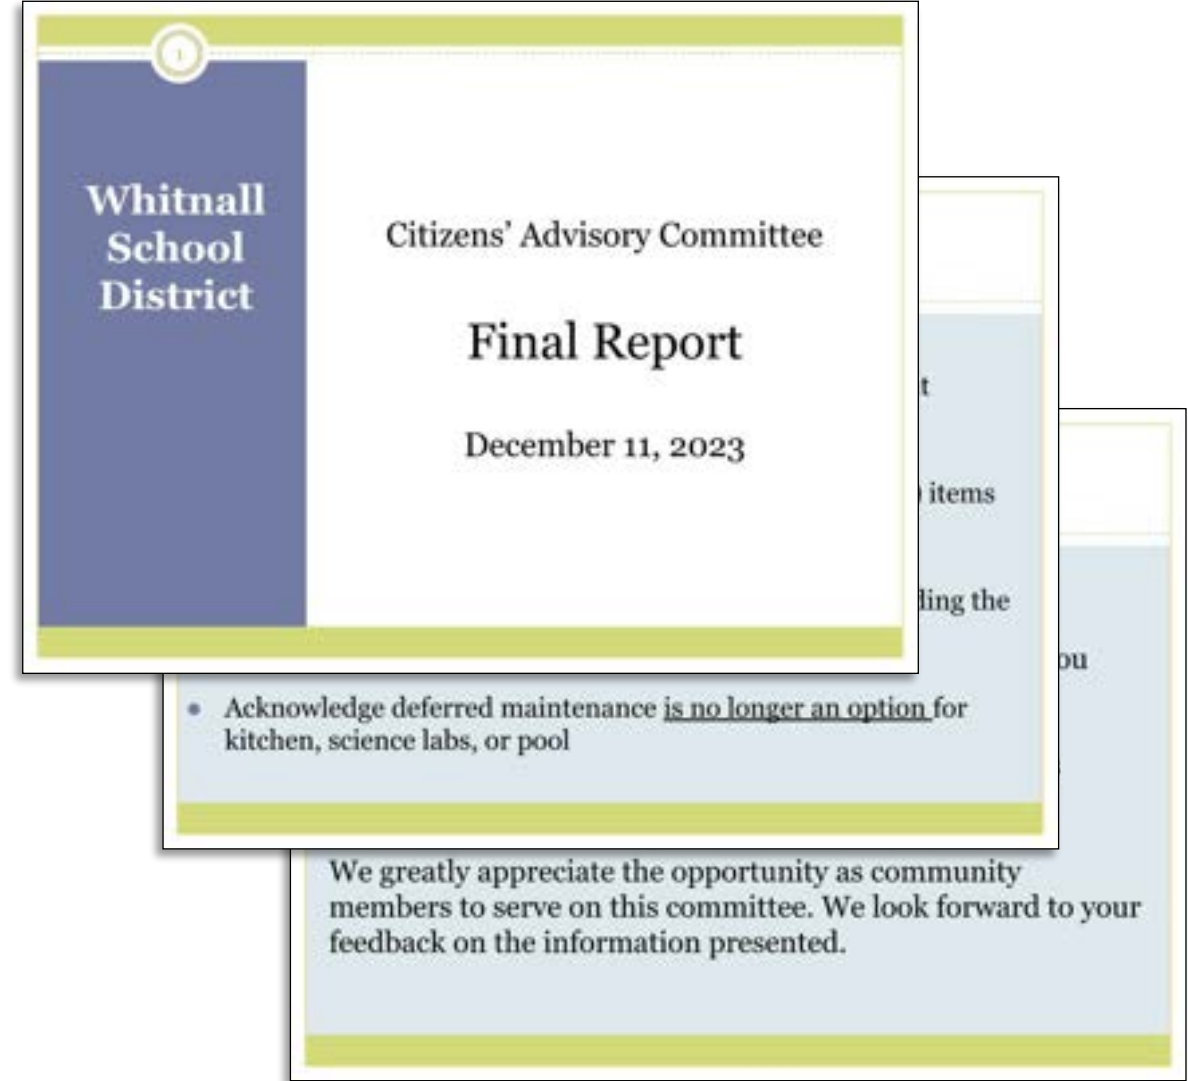 1
Whitnall
School
District
Citizens’ Advisory Committee
Final Report
December 11, 2023
items
the
Acknowledge deferred maintenance is no longer an option for
kitchen, science labs, or pool
We greatly appreciate the opportunity as community
members to serve on this committee. We look forward to your
feedback on the information presented.